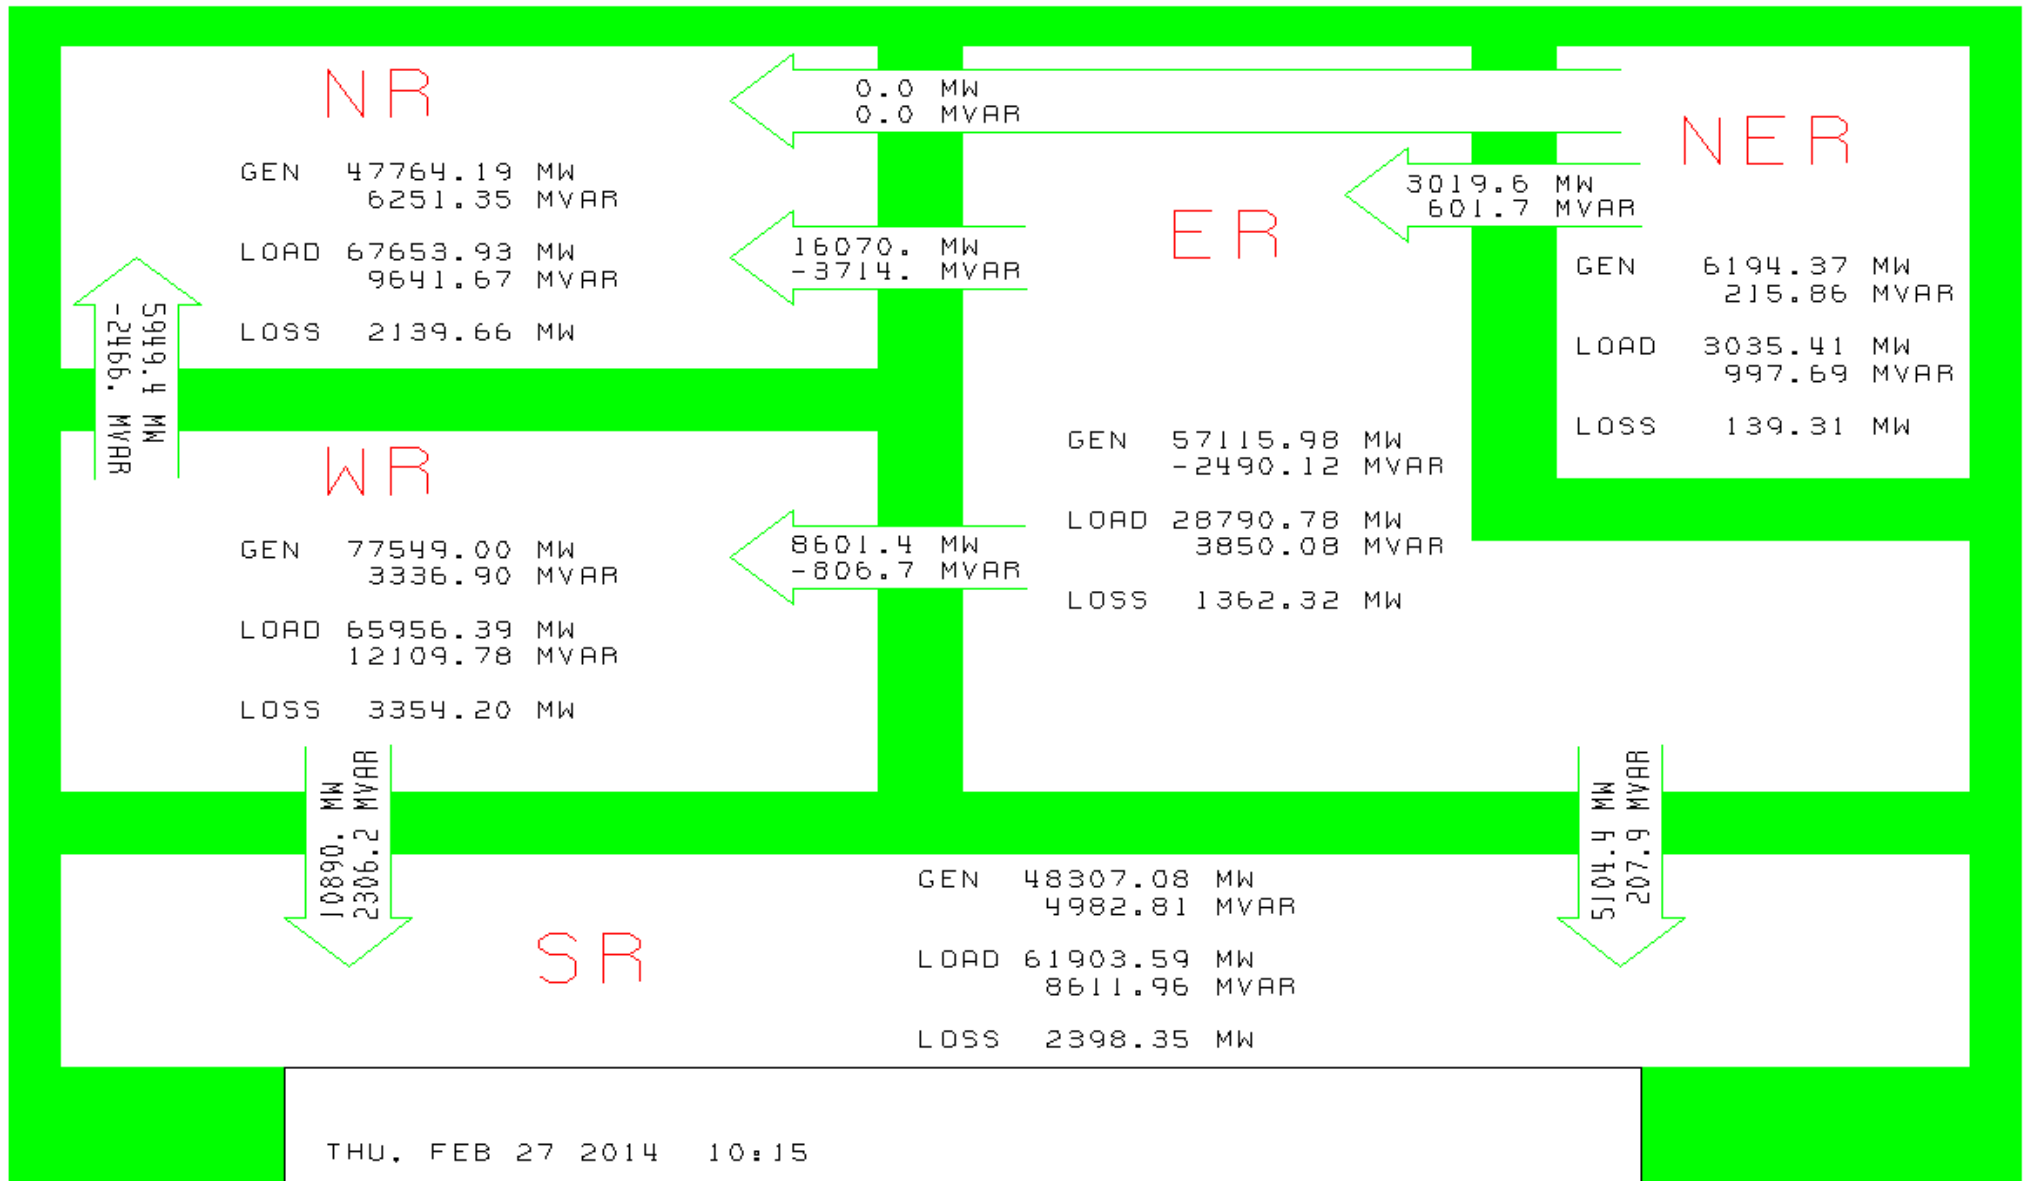 NR
0.0 MW
0.0 MVAR
NER
GEN 47764.19 MW
6251.35 MVAR
LOAD 67653.93 MW
9641.67 MVAR
LOSS 2139.66 MW
3019.6 MW
601.7 MVAR
16070. MW
-3714. MVAR
ER
GEN 6194.37 MW
215.86 MVAR
LOAD 3035.41 MW
997.69 MVAR
LOSS 139.31 MW
5949.4 MW
-2466. MVAR
WR
GEN 77549.00 MW
3336.90 MVAR
LOAD 65956.39 MW
12109.78 MVAR
LOSS 3354.20 MW
8601.4 MW
-806.7 MVAR
GEN 57115.98 MW
-2490.12 MVAR
LOAD 28790.78 MW
3850.08 MVAR
LOSS 1362.32 MW
10890. MW
2306.2 MVAR
5104.4 MW
207.9 MVAR
SR
GEN 48307.08 MW
4982.81 MVAR
LOAD 61903.59 MW
8611.96 MVAR
LOSS 2398.35 MW
THU, FEB 27 2014 10:15